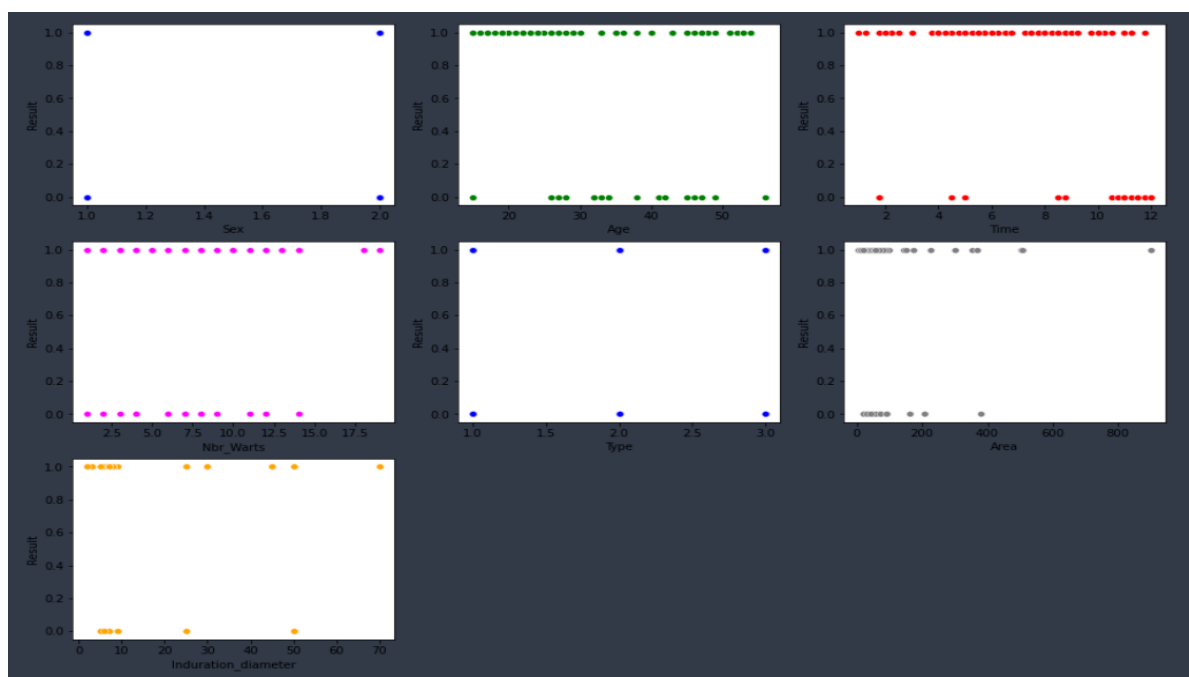 1.0 1.0 1.0
0.8 0.8 0.8
Result Result Result
0.6 0.6 0.6
0.4 0.4 0.4
0.2 0.2 0.2
0.0 0.0 0.0
1.0 1.2 1.4 1.6 1.8 2.0 20 30 40 50 2 4 6 8 10 12
Sex Age Time
1.0 1.0 1.0
0.8 0.8 0.8
Result Result Result
0.6 0.6 0.6
0.4 0.4 0.4
0.2 0.2 0.2
0.0 0.0 0.0
2.5 5.0 7.5 10.0 12.5 15.0 17.5 1.0 1.5 2.0 2.5 3.0 0 200 400 600 800
Nbr_Warts Type Area
1.0
0.8
Result
0.6
0.4
0.2
0.0
0 10 20 30 40 50 60 70
Induration_diameter